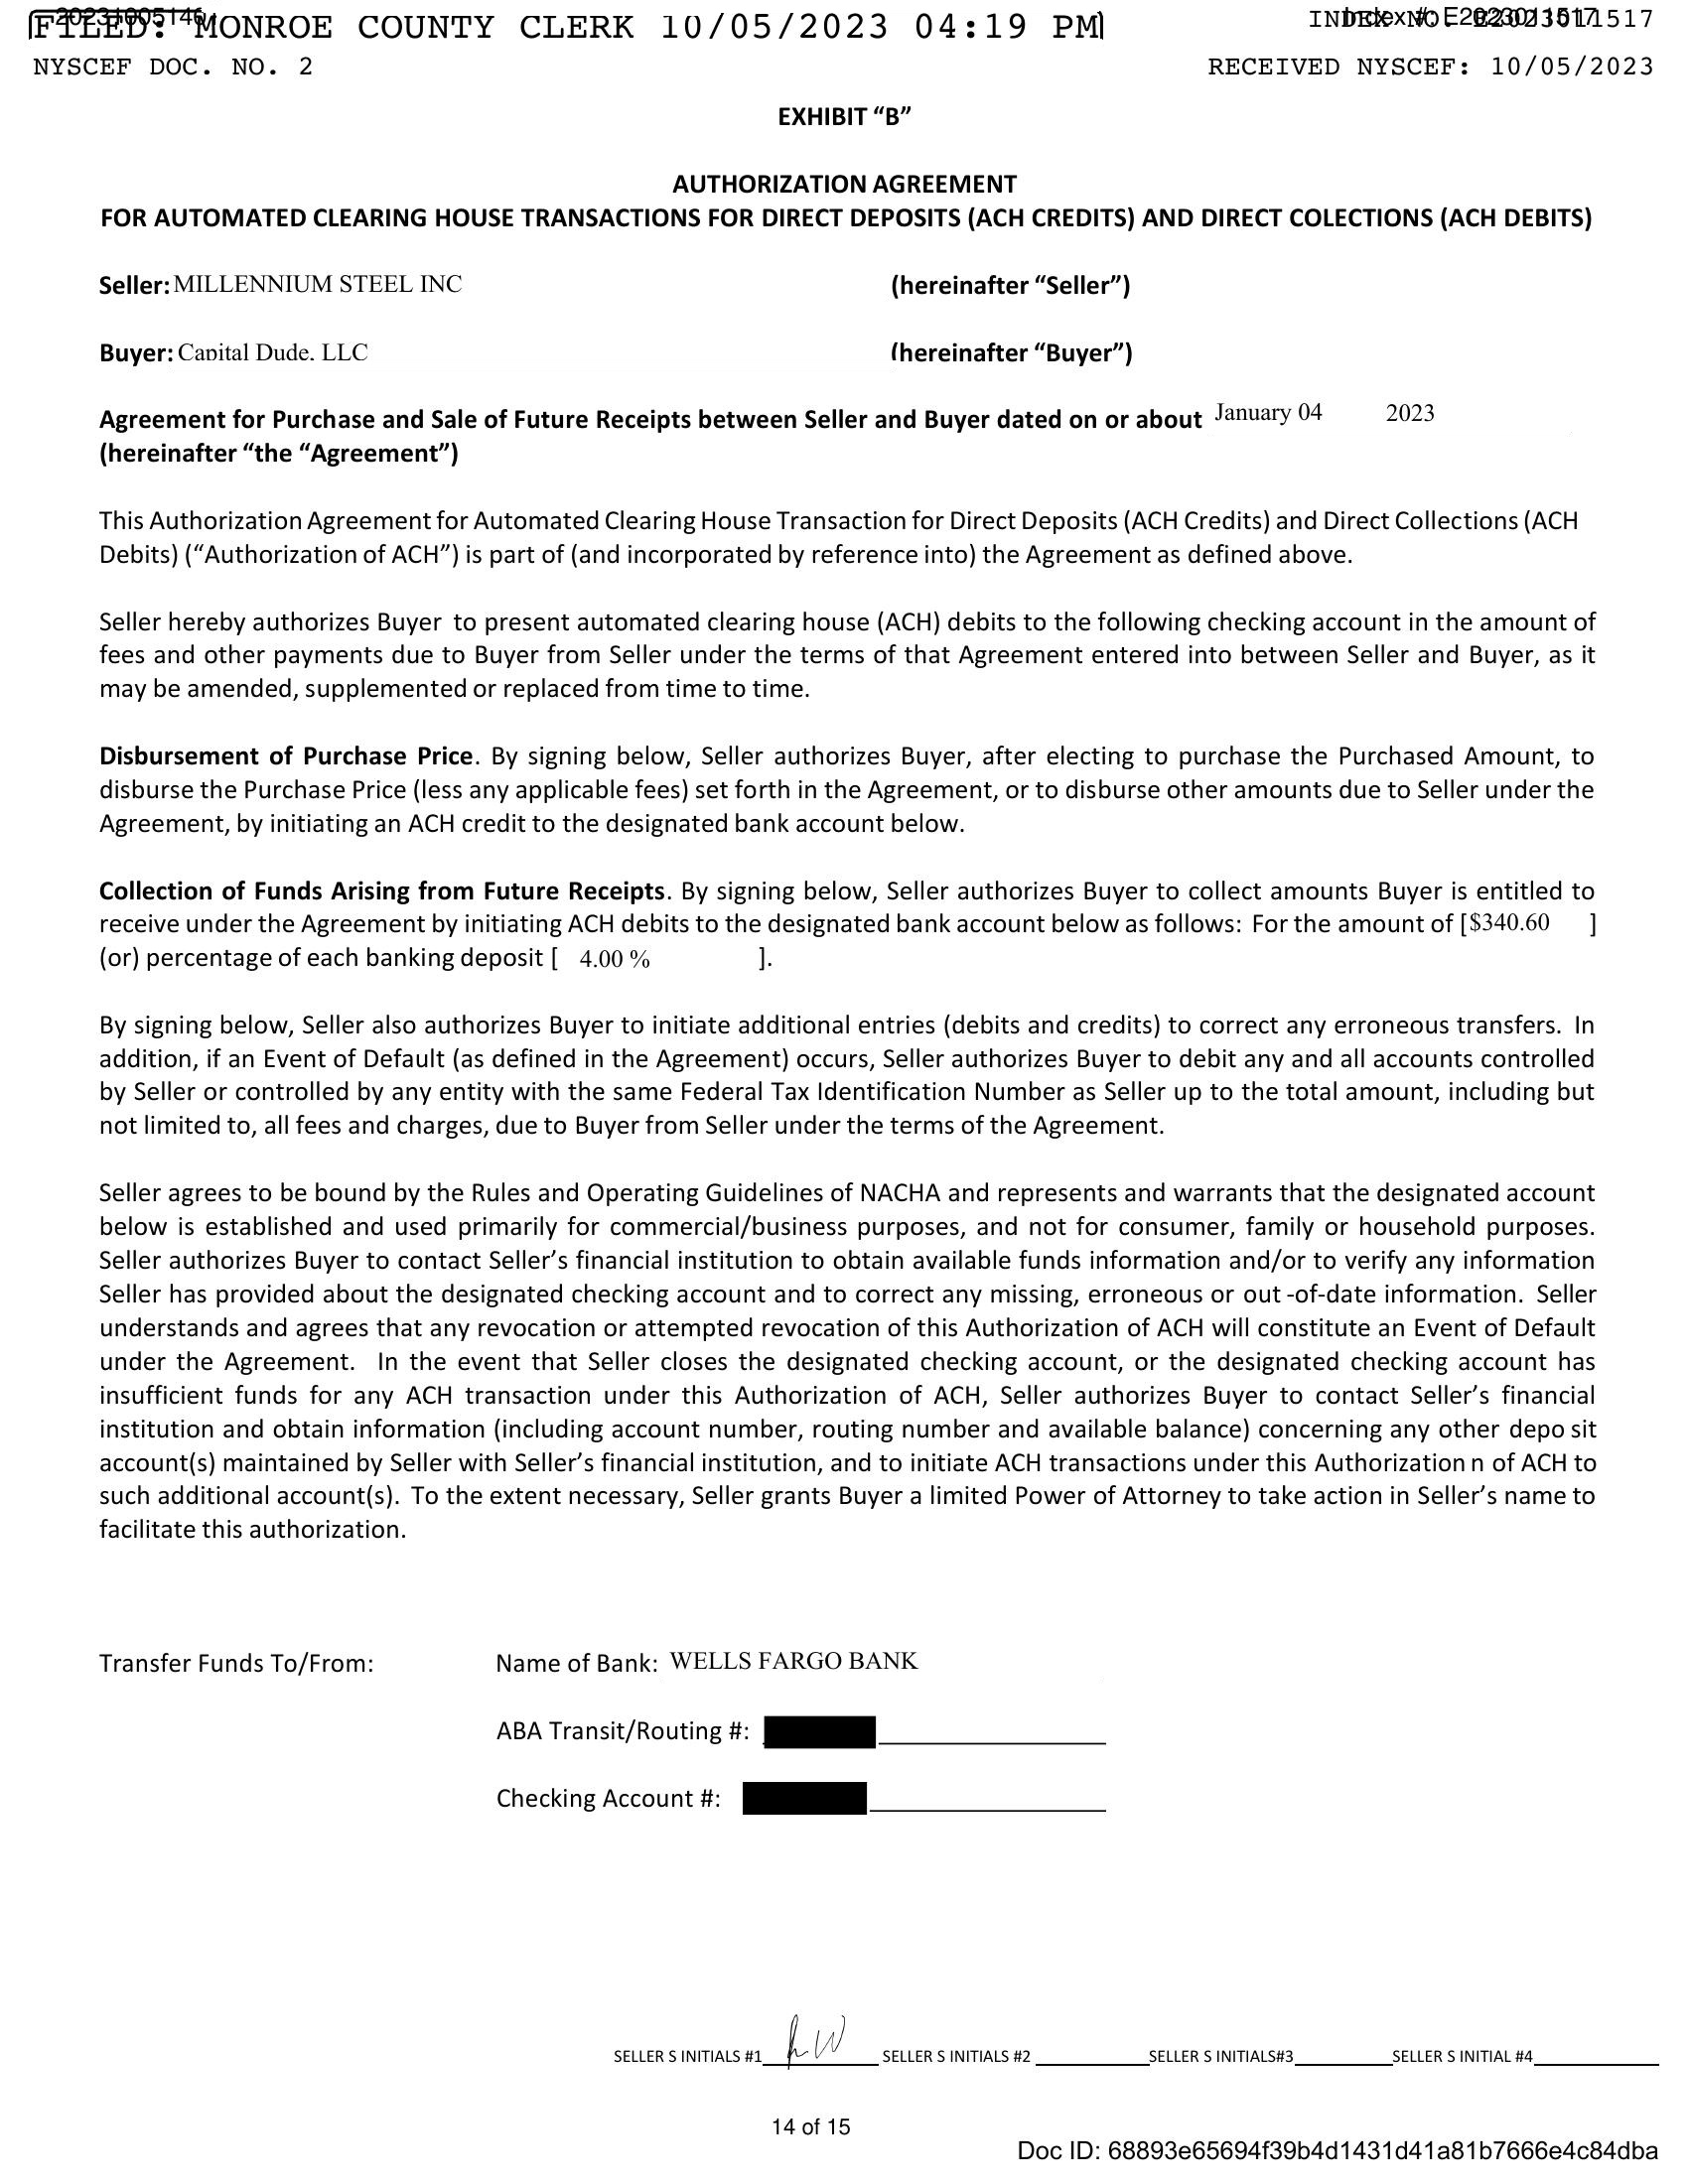 FILED: MONROE COUNTY CLERK 10/05/2023 04:19 PM
INDEX NO. E2023011517
NYSCEF DOC. NO. 2
RECEIVED NYSCEF: 10/05/2023
EXHIBIT “B”
AUTHORIZATION AGREEMENT
FOR AUTOMATED CLEARING HOUSE TRANSACTIONS FOR DIRECT DEPOSITS (ACH CREDITS) AND DIRECT COLECTIONS (ACH DEBITS)
Seller: MILLENNIUM STEEL INC (hereinafter “Seller”)
Buyer: Capital Dude, LLC (hereinafter “Buyer”)
Agreement for Purchase and Sale of Future Receipts between Seller and Buyer dated on or about January 04 2023
(hereinafter “the “Agreement”)
This Authorization Agreement for Automated Clearing House Transaction for Direct Deposits (ACH Credits) and Direct Collections (ACH
Debits) (“Authorization of ACH”) is part of (and incorporated by reference into) the Agreement as defined above.
Seller hereby authorizes Buyer to present automated clearing house (ACH) debits to the following checking account in the amount of
fees and other payments due to Buyer from Seller under the terms of that Agreement entered into between Seller and Buyer, as it
may be amended, supplemented or replaced from time to time.
Disbursement of Purchase Price. By signing below, Seller authorizes Buyer, after electing to purchase the Purchased Amount, to
disburse the Purchase Price (less any applicable fees) set forth in the Agreement, or to disburse other amounts due to Seller under the
Agreement, by initiating an ACH credit to the designated bank account below.
Collection of Funds Arising from Future Receipts. By signing below, Seller authorizes Buyer to collect amounts Buyer is entitled to
receive under the Agreement by initiating ACH debits to the designated bank account below as follows: For the amount of [$340.60 ]
(or) percentage of each banking deposit [ 4.00 % ].
By signing below, Seller also authorizes Buyer to initiate additional entries (debits and credits) to correct any erroneous transfers. In
addition, if an Event of Default (as defined in the Agreement) occurs, Seller authorizes Buyer to debit any and all accounts controlled
by Seller or controlled by any entity with the same Federal Tax Identification Number as Seller up to the total amount, including but
not limited to, all fees and charges, due to Buyer from Seller under the terms of the Agreement.
Seller agrees to be bound by the Rules and Operating Guidelines of NACHA and represents and warrants that the designated account
below is established and used primarily for commercial/business purposes, and not for consumer, family or household purposes.
Seller authorizes Buyer to contact Seller’s financial institution to obtain available funds information and/or to verify any information
Seller has provided about the designated checking account and to correct any missing, erroneous or out -of-date information. Seller
understands and agrees that any revocation or attempted revocation of this Authorization of ACH will constitute an Event of Default
under the Agreement. In the event that Seller closes the designated checking account, or the designated checking account has
insufficient funds for any ACH transaction under this Authorization of ACH, Seller authorizes Buyer to contact Seller’s financial
institution and obtain information (including account number, routing number and available balance) concerning any other depo sit
account(s) maintained by Seller with Seller’s financial institution, and to initiate ACH transactions under this Authorization n of ACH to
such additional account(s). To the extent necessary, Seller grants Buyer a limited Power of Attorney to take action in Seller’s name to
facilitate this authorization.
Transfer Funds To/From: Name of Bank: WELLS FARGO BANK
ABA Transit/Routing #:
Checking Account #:
SELLER S INITIALS #1 SELLER S INITIALS #2 SELLER S INITIALS#3 SELLER S INITIAL #4
14 of 15
Doc ID: 68893e65694f39b4d1431d41a81b7666e4c84dba